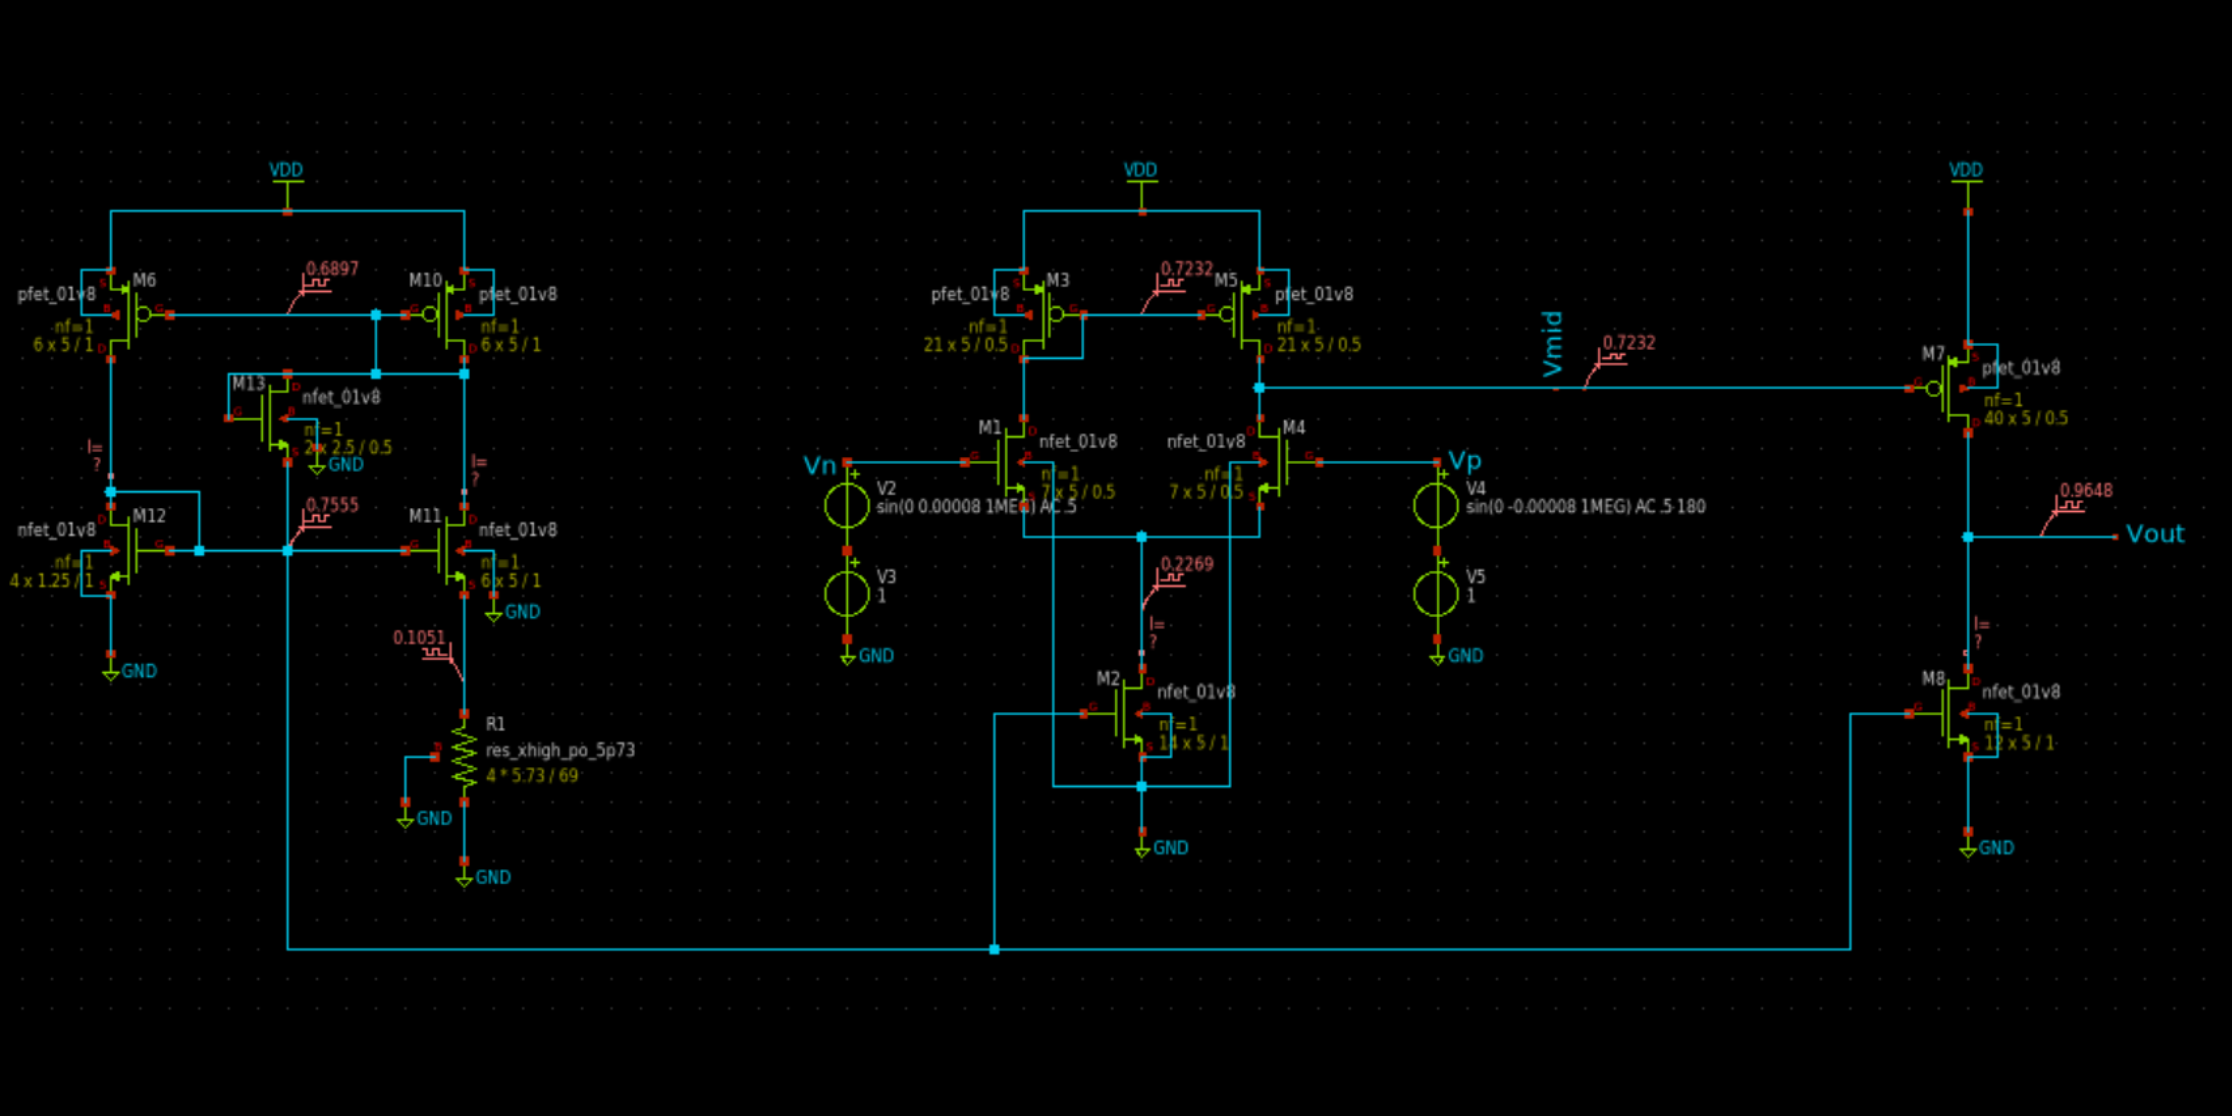 VDD
M6
pfet_01v8
nf=1
6 x 5 / 1
0.6897
M10
pfet_01v8
nf=1
6 x 5 / 1
M13
nfet_01v8
nf=1
2 x 2.5 / 0.5
GND
I=
?
I=
?
0.7555
M12
nfet_01v8
nf=1
4 x 1.25 / 1
GND
M11
nfet_01v8
nf=1
6 x 5 / 1
GND
0.1051
R1
res_xhigh_po_5p73
4 * 5.73 / 69
GND
GND
VDD
M3
pfet_01v8
nf=1
21 x 5 / 0.5
0.7232
M5
pfet_01v8
nf=1
21 x 5 / 0.5
M1
nfet_01v8
nf=1
7 x 5 / 0.5
M4
nfet_01v8
nf=1
7 x 5 / 0.5
Vn
V2
sin(0 0.00008 1MEG) AC .5
V3
1
GND
Vp
V4
sin(0 -0.00008 1MEG) AC .5 180
V5
1
GND
0.2269
I=
?
M2
nfet_01v8
nf=1
14 x 5 / 1
GND
Vmid
0.7232
VDD
M7
pfet_01v8
nf=1
40 x 5 / 0.5
0.9648
Vout
I=
?
M8
nfet_01v8
nf=1
12 x 5 / 1
GND